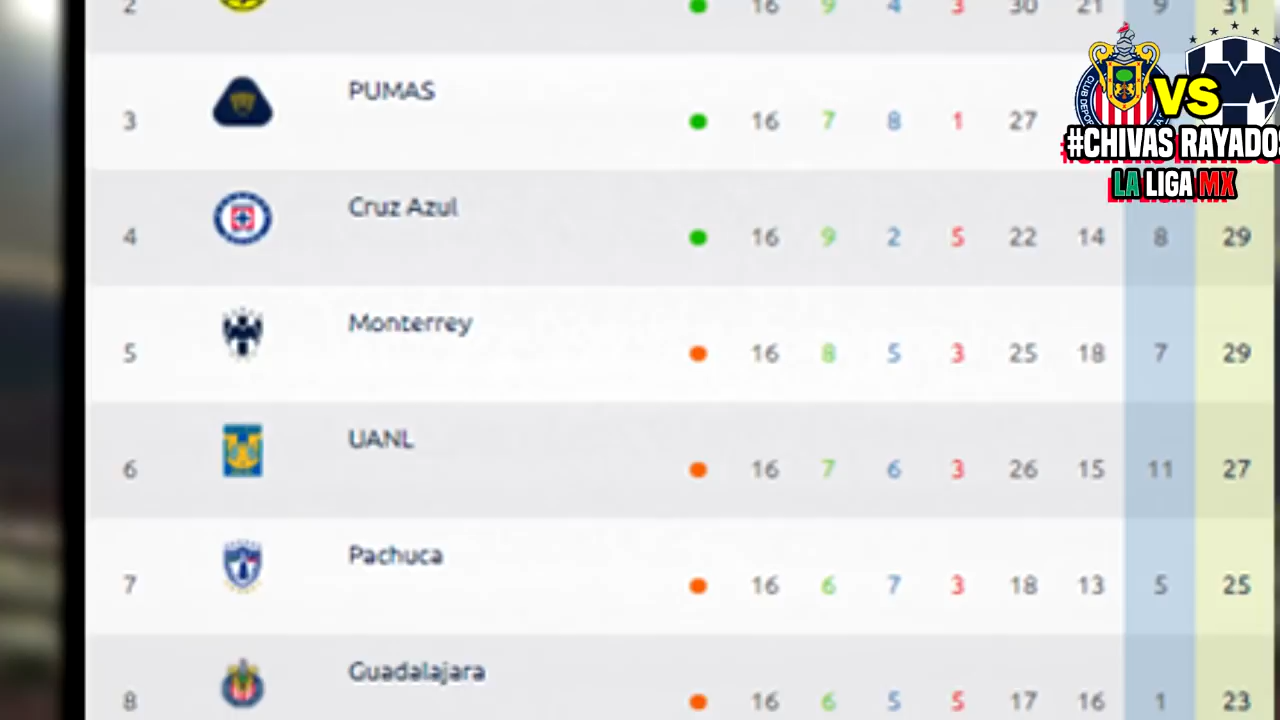 2 16 9 4 3 30 21 9 31
VS
#CHIVAS RAYADOS
LA LIGA MX
3 PUMAS 16 7 8 1 27
4 Cruz Azul 16 9 2 5 22 14 8 29
5 Monterrey 16 8 5 3 25 18 7 29
6 UANL 16 7 6 3 26 15 11 27
7 Pachuca 16 6 7 3 18 13 5 25
8 Guadalajara 16 6 5 5 17 16 1 23